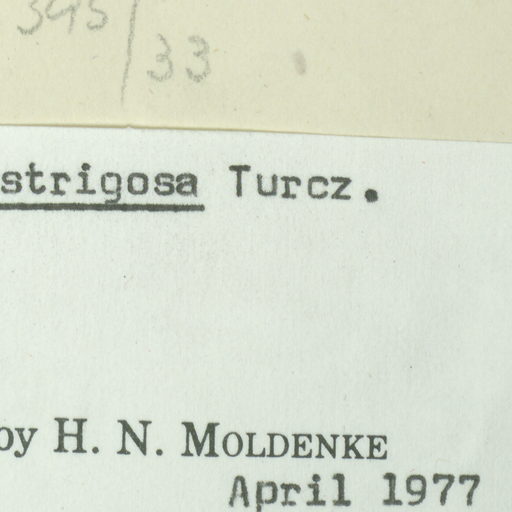 345/33
strigosa Turcz.
by H. N. MOLDENKE
April 1977